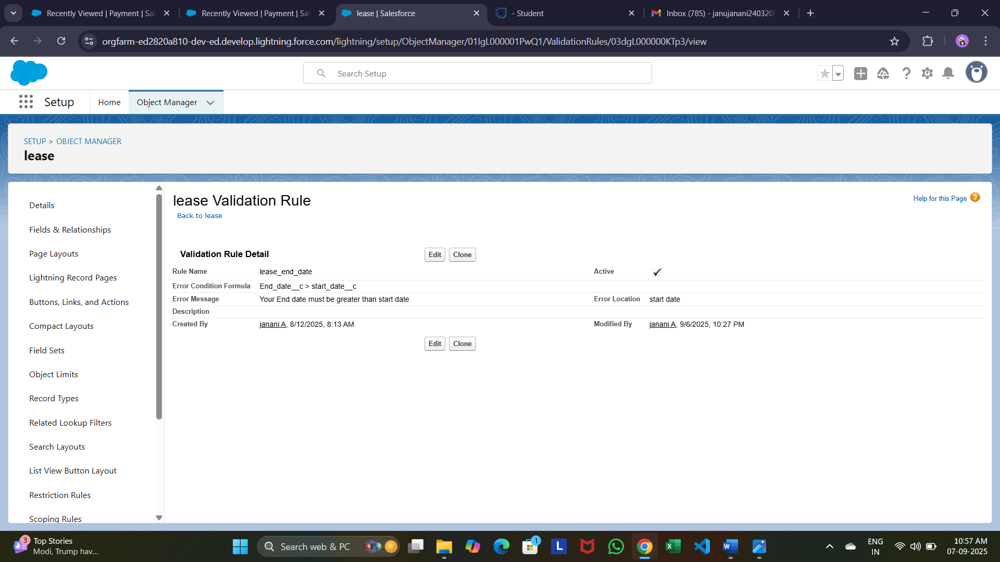 Recently Viewed | Payment | Sal
Recently Viewed | Payment | Sal
lease | Salesforce
- Student
Inbox (785) - janujanani240320
orgfarm-ed2820a810-dev-ed.develop.lightning.force.com/lightning/setup/ObjectManager/01IgL000001PwQ1/ValidationRules/03dgL000000KTp3/view
Search Setup
Setup
Home
Object Manager
SETUP > OBJECT MANAGER
lease
Details
Fields & Relationships
Page Layouts
Lightning Record Pages
Buttons, Links, and Actions
Compact Layouts
Field Sets
Object Limits
Record Types
Related Lookup Filters
Search Layouts
List View Button Layout
Restriction Rules
Scoping Rules
lease Validation Rule
Back to lease
Help for this Page ?
Validation Rule Detail
Edit
Clone
Rule Name lease_end_date
Active
Error Condition Formula End_date__c > start_date__c
Error Message Your End date must be greater than start date
Error Location start date
Description
Created By janani A, 8/12/2025, 8:13 AM
Modified By janani A, 9/6/2025, 10:27 PM
Edit
Clone
3
Top Stories
Modi, Trump hav...
Search web & PC
1
L
ENG
IN
10:57 AM
07-09-2025